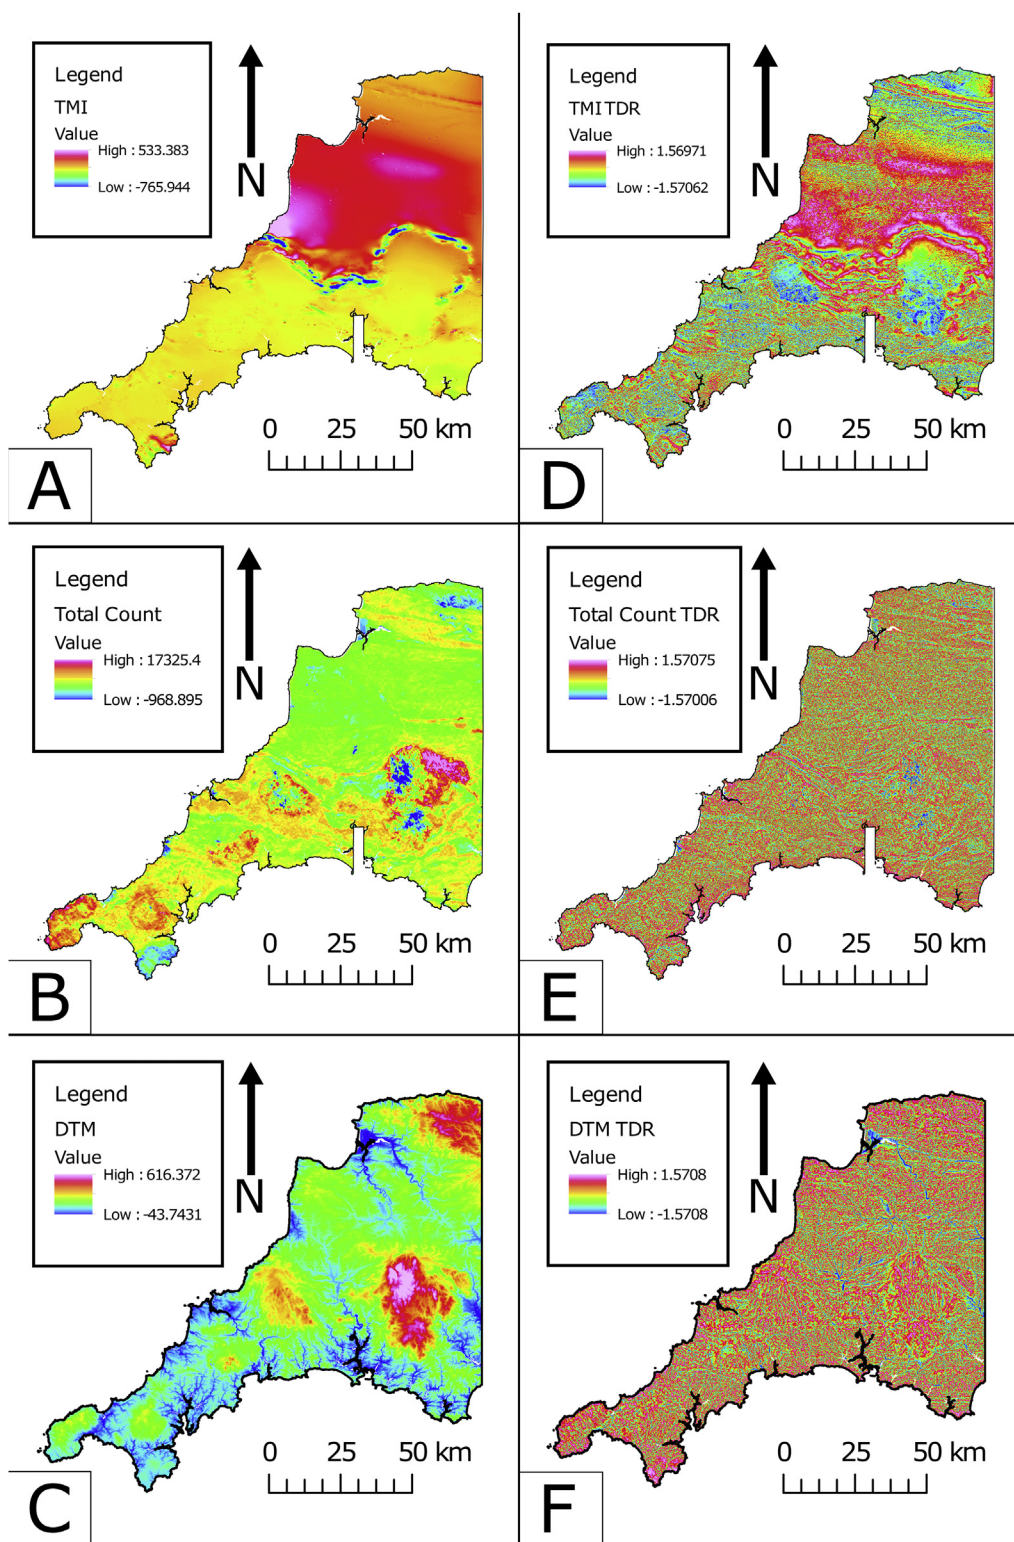 Legend
TMI
Value
High : 533.383
Low : -765.944
N
0 25 50 km
A
Legend
TMI TDR
Value
High : 1.56971
Low : -1.57062
N
0 25 50 km
D
Legend
Total Count
Value
High : 17325.4
Low : -968.895
N
0 25 50 km
B
Legend
Total Count TDR
Value
High : 1.57075
Low : -1.57006
N
0 25 50 km
E
Legend
DTM
Value
High : 616.372
Low : -43.7431
N
0 25 50 km
C
Legend
DTM TDR
Value
High : 1.5708
Low : -1.5708
N
0 25 50 km
F